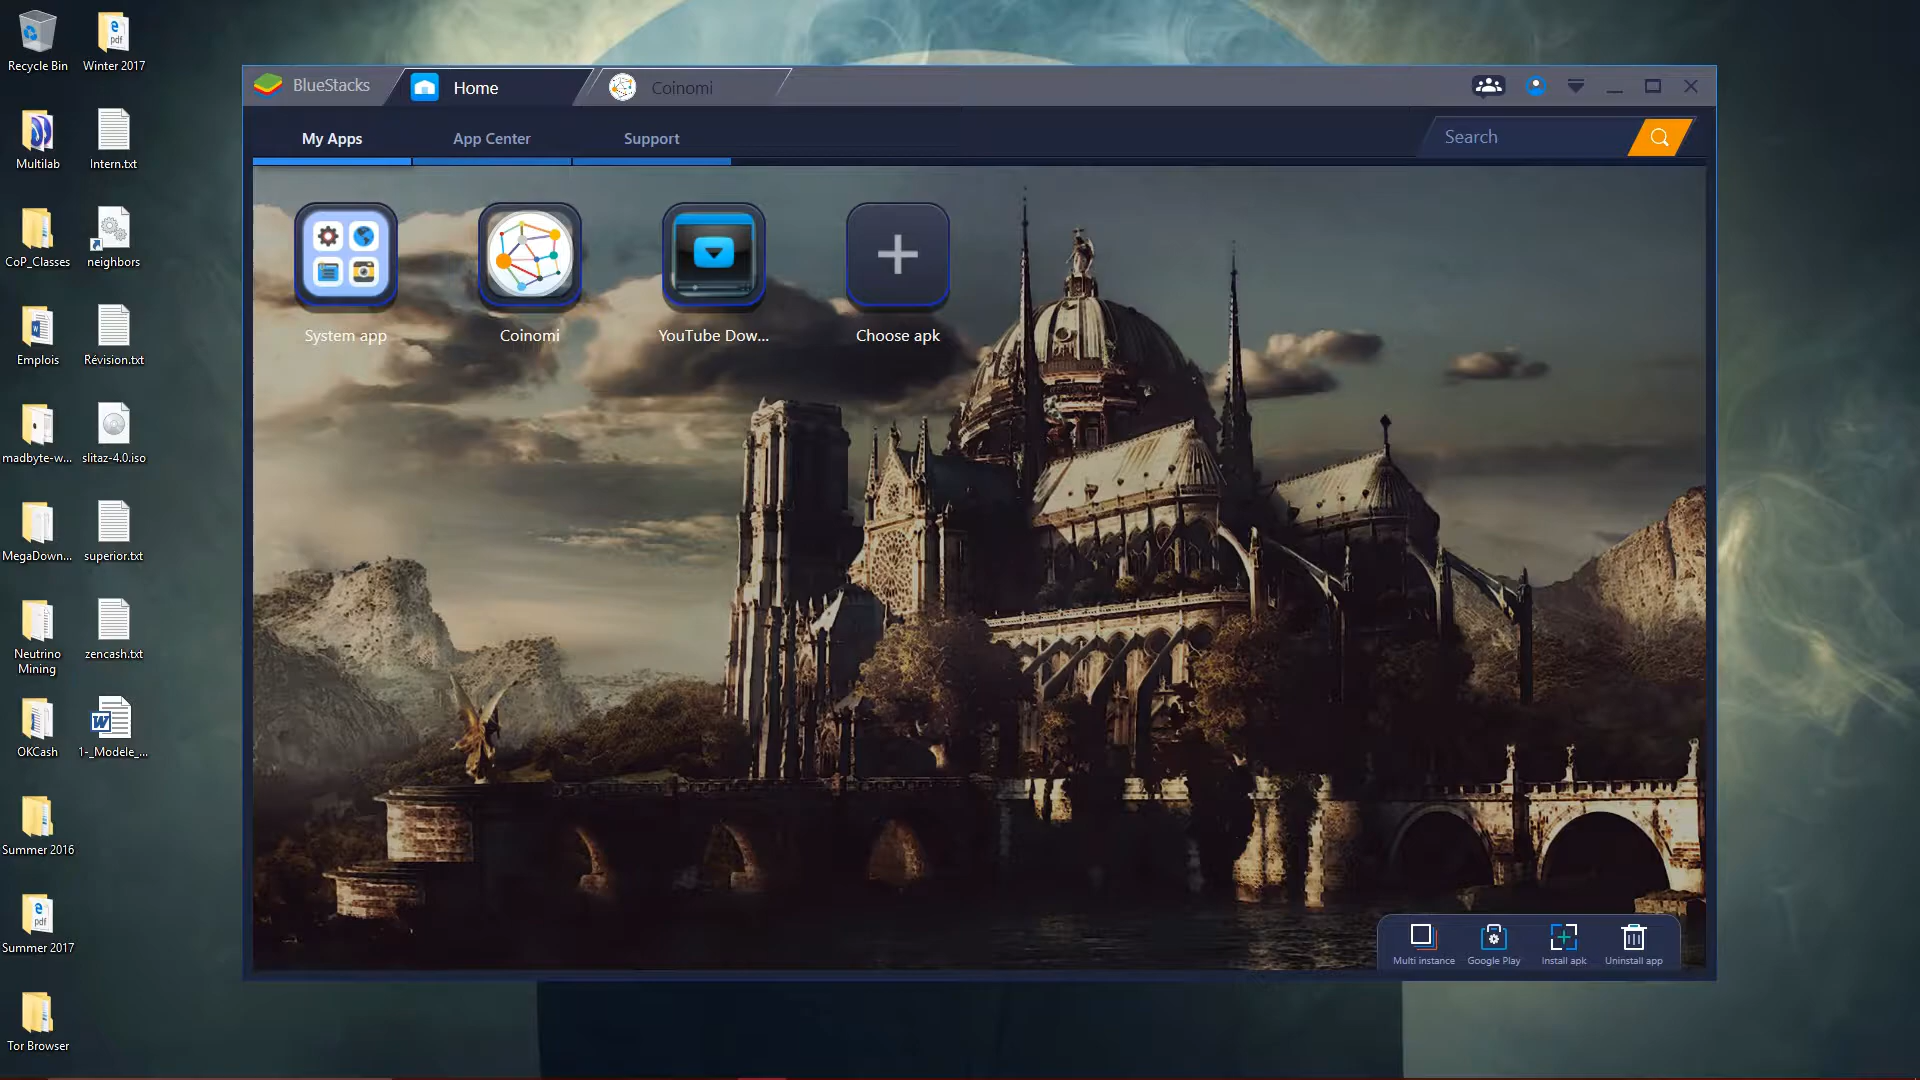 Recycle Bin
Winter 2017
Multilab
Intern.txt
CoP_Classes
neighbors
Emplois
Révision.txt
madbyte-w...
slitaz-4.0.iso
MegaDown...
superior.txt
Neutrino
Mining
zencash.txt
OKCash
1-_Modele_...
Summer 2016
Summer 2017
Tor Browser
BlueStacks
Home
Coinomi
My Apps
App Center
Support
Search
System app
Coinomi
YouTube Dow...
Choose apk
Multi instance
Google Play
Install apk
Uninstall app